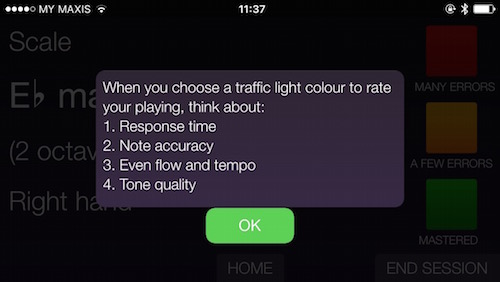 MY MAXIS 11:37
Scale
E♭ ma
(2 octav
Right hand
When you choose a traffic light colour to rate
your playing, think about:
1. Response time
2. Note accuracy
3. Even flow and tempo
4. Tone quality
OK
MANY ERRORS
A FEW ERRORS
MASTERED
HOME
END SESSION